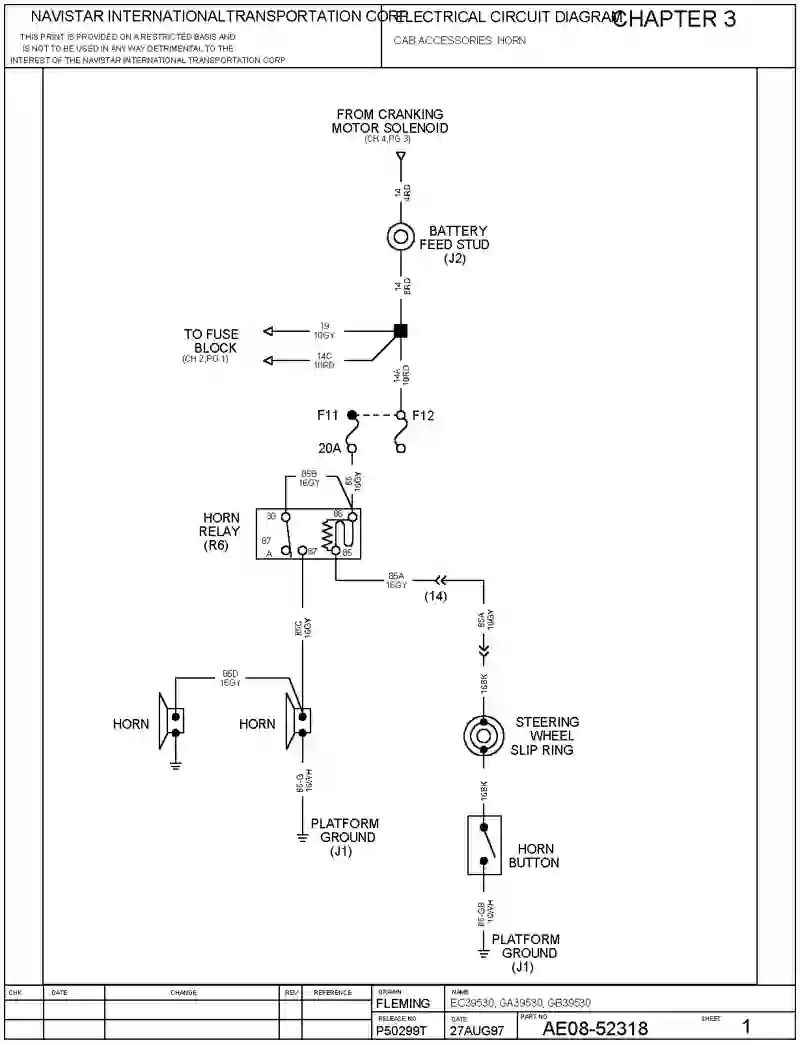 NAVISTAR INTERNATIONALTRANSPORTATION CORP
THIS PRINT IS PROVIDED ON A RESTRICTED BASIS AND
IS NOT TO BE USED IN ANY WAY DETRIMENTAL TO THE
INTEREST OF THE NAVISTAR INTERNATIONAL TRANSPORTATION CORP
ELECTRICAL CIRCUIT DIAGRAM
CHAPTER 3
CAB ACCESSORIES HORN
FROM CRANKING
MOTOR SOLENOID
(CH 4,PG 3)
14
4RD
BATTERY
FEED STUD
(J2)
14
8RD
TO FUSE
BLOCK
(CH 2,PG 1)
19
10GY
14C
10RD
14A
10RD
F11
F12
20A
85B
16GY
85
16GY
HORN
RELAY
(R6)
30
86
87
A
87
85
85A
16GY
(14)
85C
16GY
85A
16GY
85D
16GY
16BK
HORN
HORN
STEERING
WHEEL
SLIP RING
85-G
16WH
16BK
PLATFORM
GROUND
(J1)
HORN
BUTTON
85-GB
16WH
PLATFORM
GROUND
(J1)
CHK
DATE
CHANGE
REV
REFERENCE
DRAWN
FLEMING
NAME
EC39530, GA39530, GB39530
RELEASE NO
P50299T
DATE
27AUG97
PART NO
AE08-52318
SHEET
1